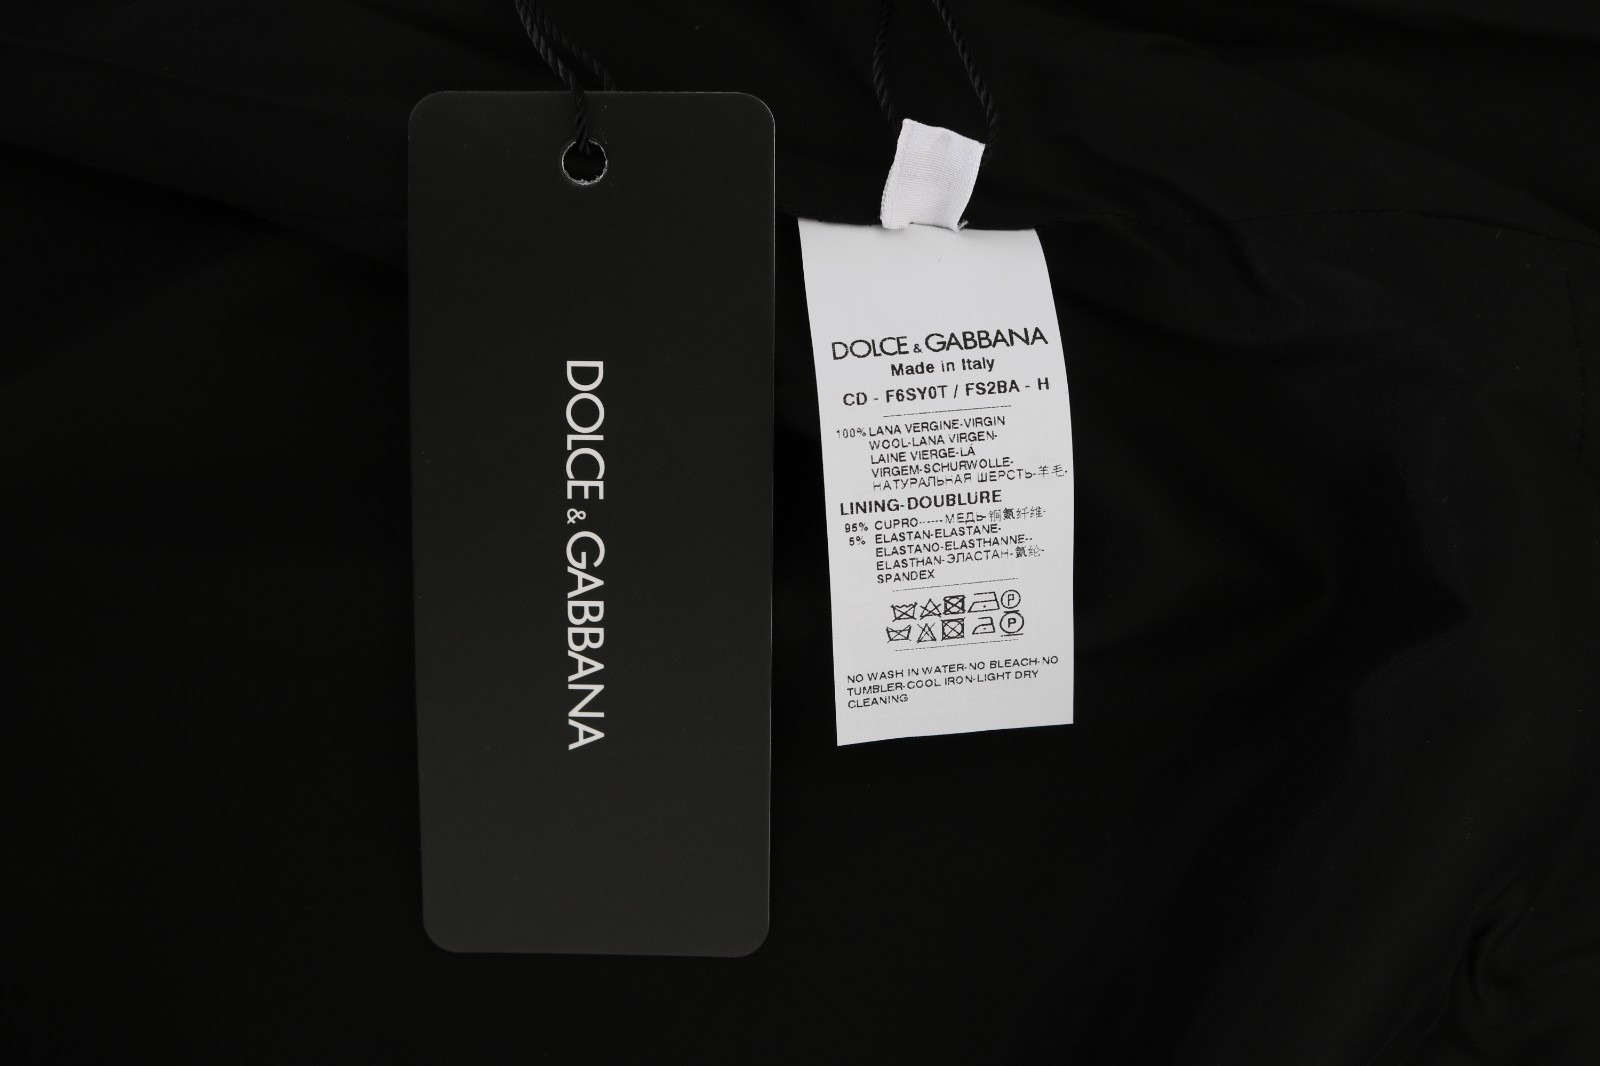 DOLCE & GABBANA
DOLCE & GABBANA
Made in Italy
CD - F6SY0T / FS2BA - H
100% LANA VERGINE-VIRGIN
WOOL-LANA VIRGEN-
LAINE VIERGE-LÀ
VIRGEM-SCHURWOLLE-
НАТУРАЛЬНАЯ ШЕРСТЬ-羊毛-
LINING-DOUBLURE
95% CUPRO------МЕДЬ-铜氨纤维-
5% ELASTAN-ELASTANE-
ELASTANO-ELASTHANNE--
ELASTHAN-ЭЛАСТАН-氨纶-
SPANDEX
P
P
NO WASH IN WATER-NO BLEACH-NO
TUMBLER-COOL IRON-LIGHT DRY
CLEANING